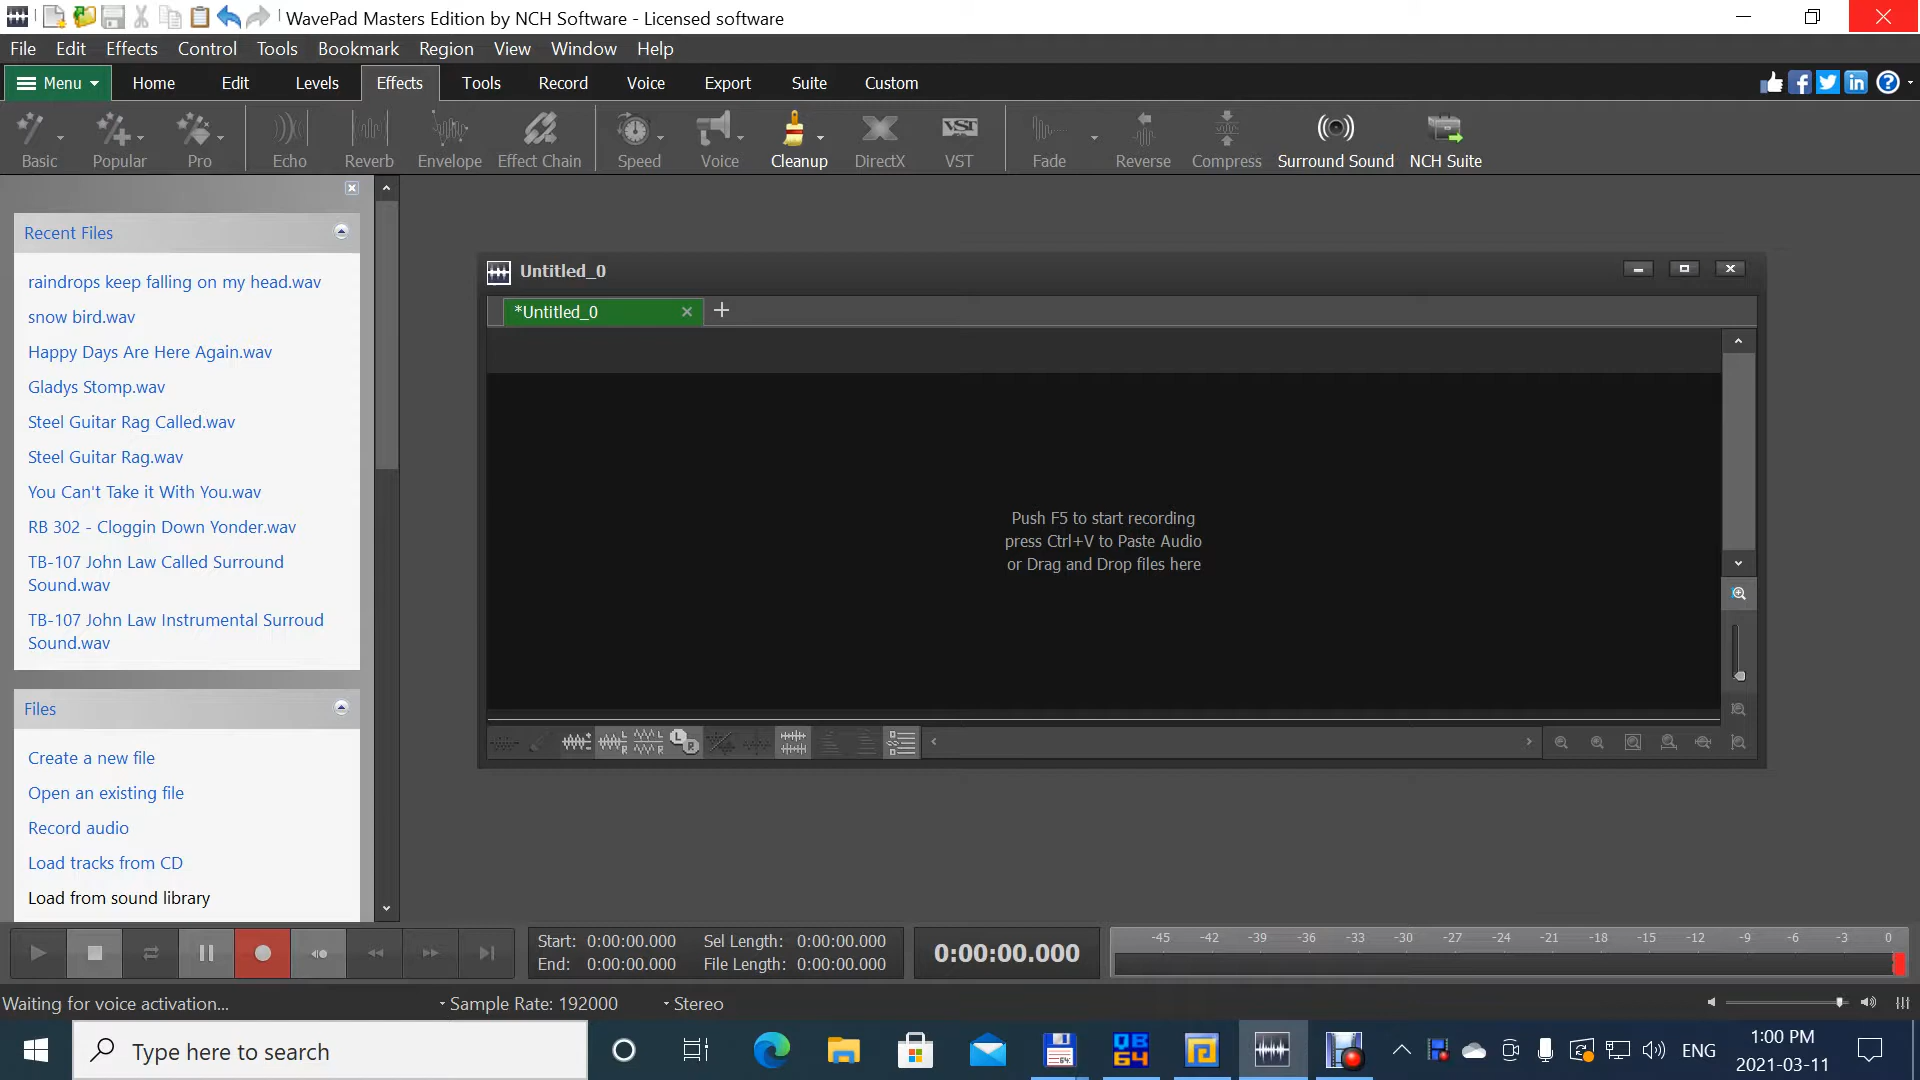 WavePad Masters Edition by NCH Software - Licensed software
File Edit Effects Control Tools Bookmark Region View Window Help
Menu Home Edit Levels Effects Tools Record Voice Export Suite Custom
Basic Popular Pro Echo Reverb Envelope Effect Chain Speed Voice Cleanup DirectX VST Fade Reverse Compress Surround Sound NCH Suite
Recent Files
raindrops keep falling on my head.wav
snow bird.wav
Happy Days Are Here Again.wav
Gladys Stomp.wav
Steel Guitar Rag Called.wav
Steel Guitar Rag.wav
You Can't Take it With You.wav
RB 302 - Cloggin Down Yonder.wav
TB-107 John Law Called Surround
Sound.wav
TB-107 John Law Instrumental Surroud
Sound.wav
Files
Create a new file
Open an existing file
Record audio
Load tracks from CD
Load from sound library
Untitled_0
*Untitled_0
Push F5 to start recording
press Ctrl+V to Paste Audio
or Drag and Drop files here
Start: 0:00:00.000 Sel Length: 0:00:00.000
End: 0:00:00.000 File Length: 0:00:00.000
0:00:00.000
-45 -42 -39 -36 -33 -30 -27 -24 -21 -18 -15 -12 -9 -6 -3 0
Waiting for voice activation... Sample Rate: 192000 Stereo
Type here to search
ENG
1:00 PM
2021-03-11